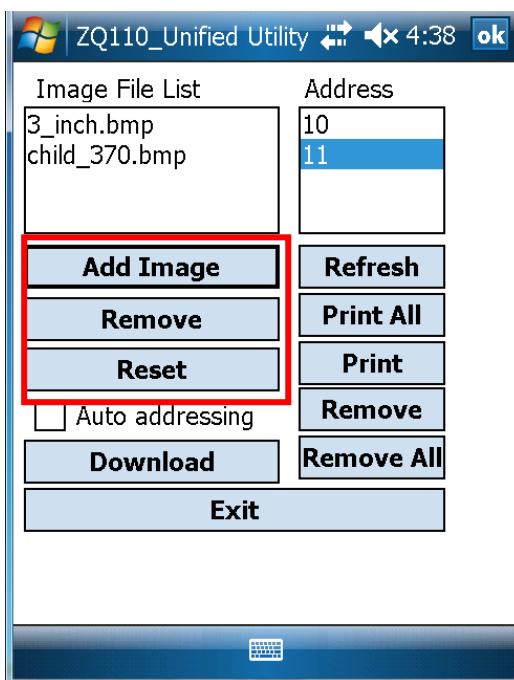 ZQ110_Unified Utility 4:38 ok
Image File List Address
3_inch.bmp 10
child_370.bmp 11
Add Image Refresh
Remove Print All
Reset Print
Auto addressing Remove
Download Remove All
Exit